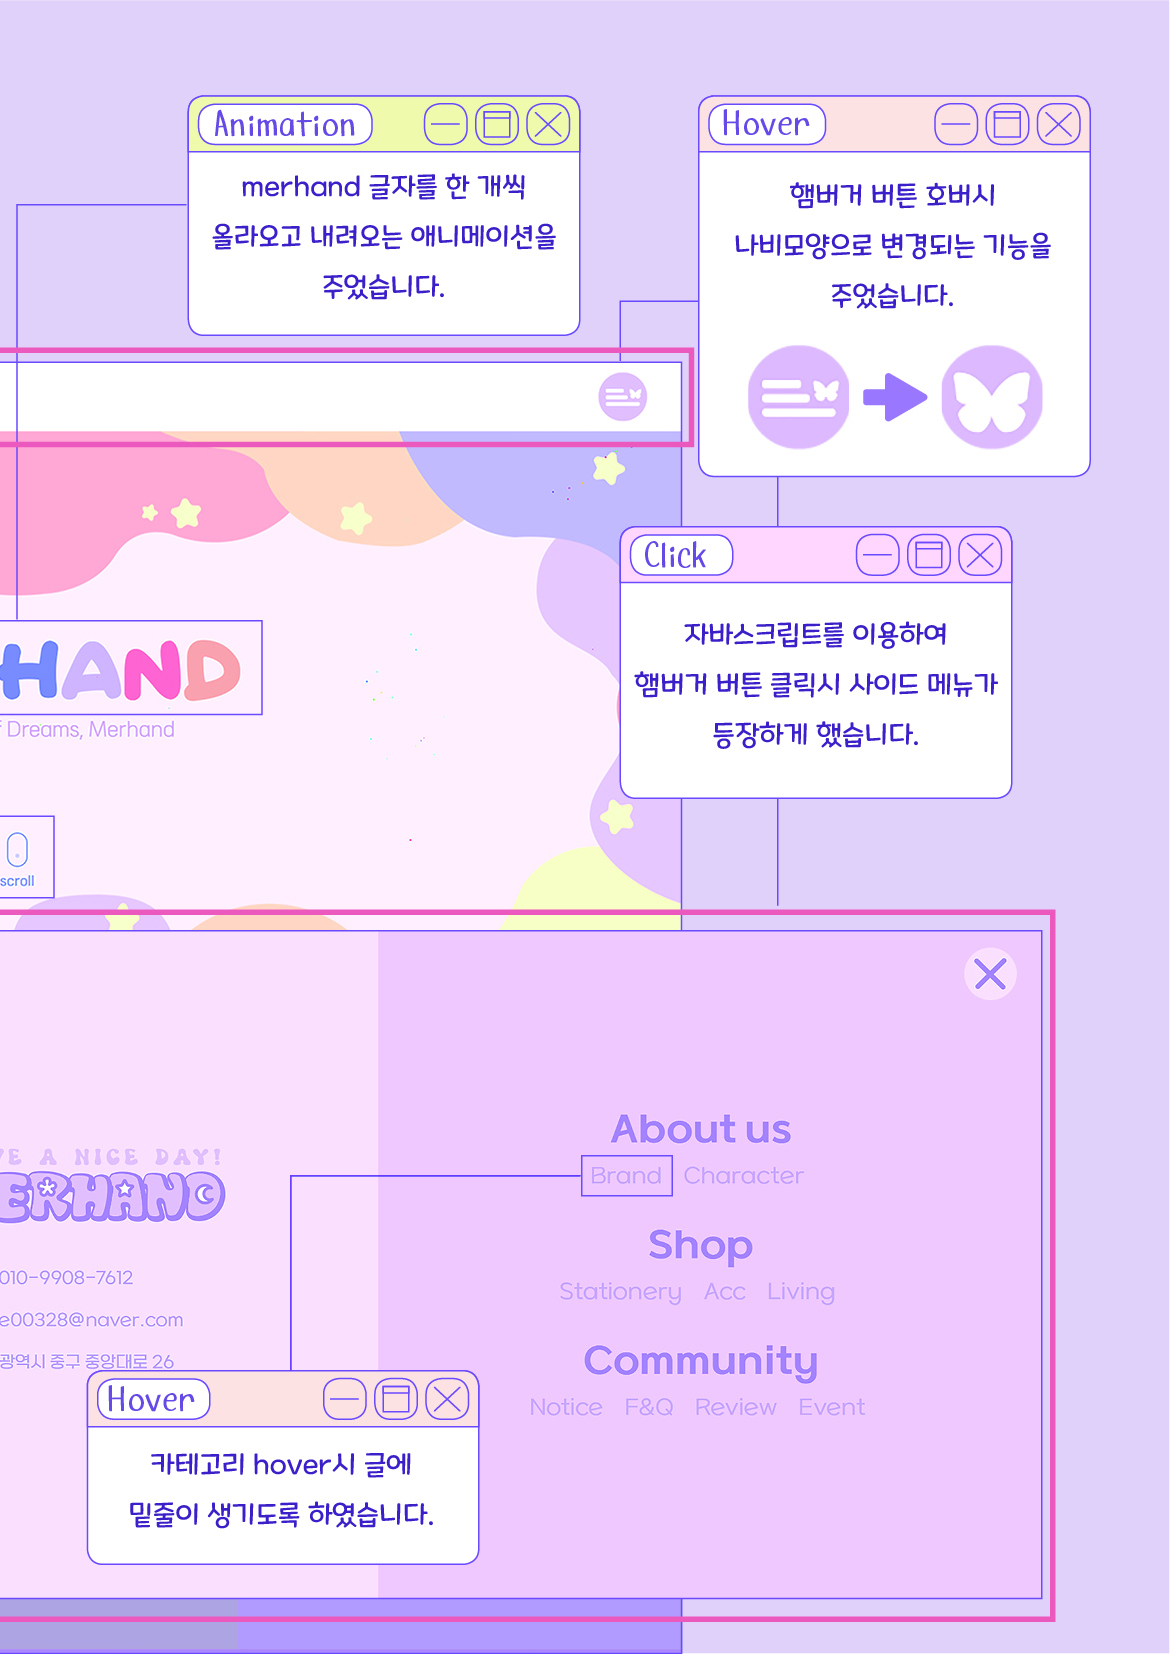 Animation
merhand 글자를 한 개씩
올라오고 내려오는 애니메이션을
주었습니다.
Hover
햄버거 버튼 호버시
나비모양으로 변경되는 기능을
주었습니다.
Click
자바스크립트를 이용하여
햄버거 버튼 클릭시 사이드 메뉴가
등장하게 했습니다.
HAND
f Dreams, Merhand
scroll
About us
Brand Character
Shop
Stationery Acc Living
Community
Notice F&Q Review Event
VE A NICE DAY!
ERHAND
010-9908-7612
e00328@naver.com
광역시 중구 중앙대로 26
Hover
카테고리 hover시 글에
밑줄이 생기도록 하였습니다.